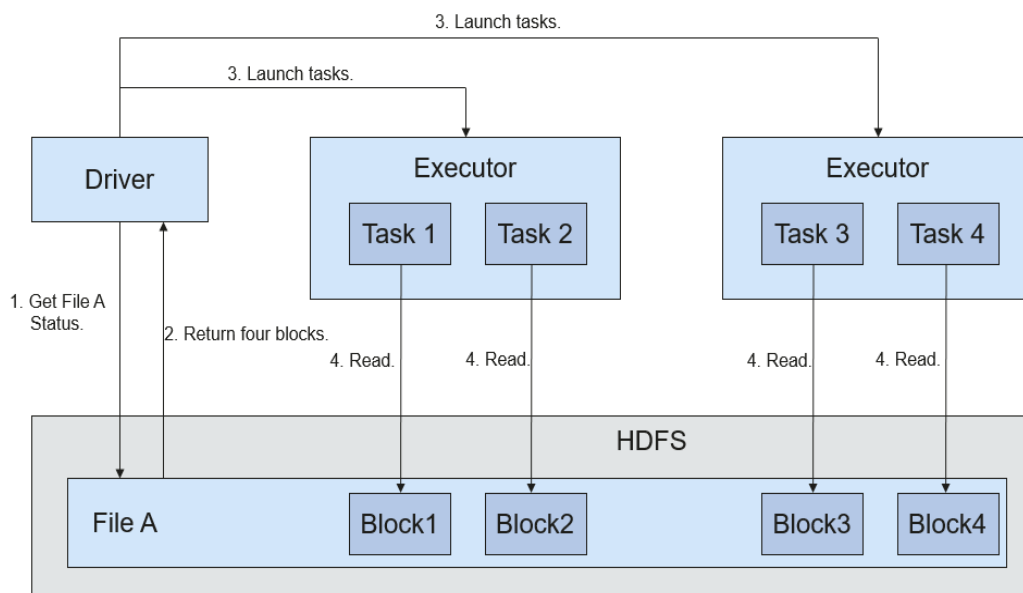 3. Launch tasks.
3. Launch tasks.
Driver
Executor
Executor
Task 1
Task 2
Task 3
Task 4
1. Get File A
Status.
2. Return four blocks.
4. Read.
4. Read.
4. Read.
4. Read.
HDFS
File A
Block1
Block2
Block3
Block4